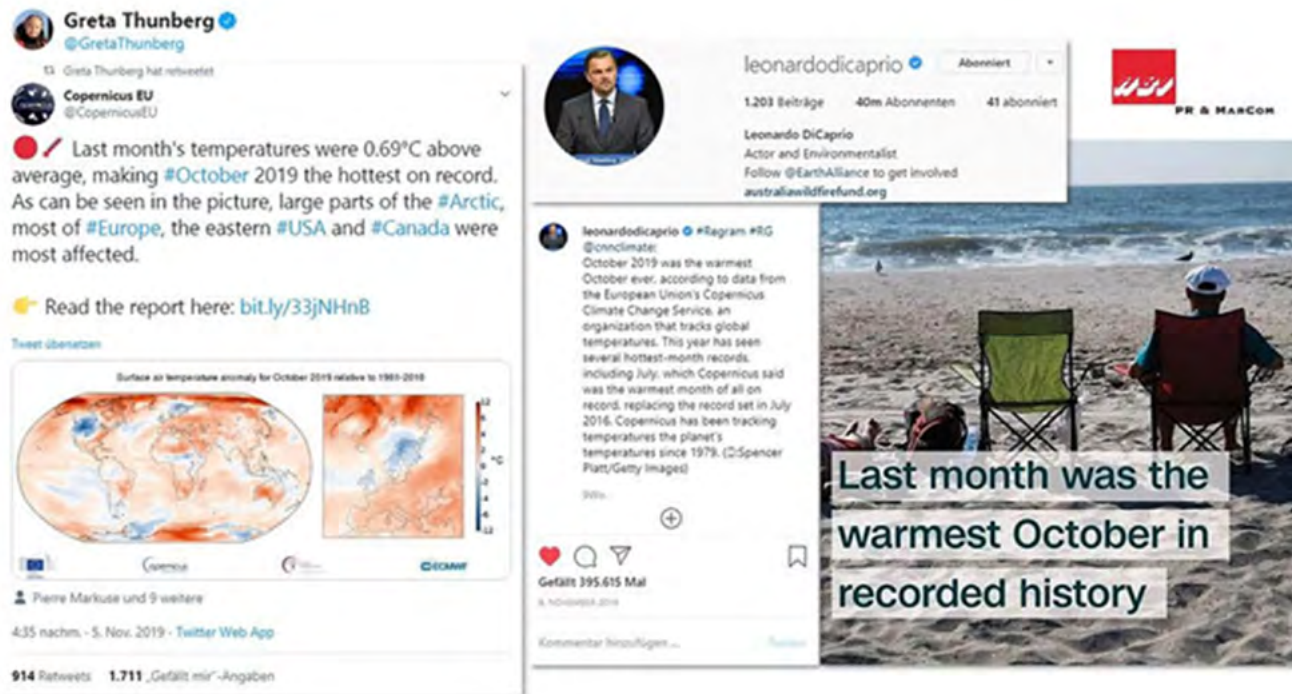 Greta Thunberg
@GretaThunberg
Greta Thunberg hat retweetet
Copernicus EU
@CopernicusEU
Last month's temperatures were 0.69°C above
average, making #October 2019 the hottest on record.
As can be seen in the picture, large parts of the #Arctic,
most of #Europe, the eastern #USA and #Canada were
most affected.
Read the report here: bit.ly/33jNHnB
Tweet übersetzen
Surface air temperature anomaly for October 2019 relative to 1981-2010
12
°C
-12
Copernicus
ECMWF
Pierre Markuse und 9 weitere
4:35 nachm. - 5. Nov. 2019 · Twitter Web App
914 Retweets 1.711 „Gefällt mir"-Angaben
leonardodicaprio Abonniert
1.203 Beiträge 40m Abonnenten 41 abonniert
Leonardo DiCaprio
Actor and Environmentalist
Follow @EarthAlliance to get involved
australiawildfirefund.org
leonardodicaprio #Regram #RG
@cnnclimate:
October 2019 was the warmest
October ever, according to data from
the European Union's Copernicus
Climate Change Service, an
organization that tracks global
temperatures. This year has seen
several hottest-month records,
including July, which Copernicus said
was the warmest month of all on
record, replacing the record set in July
2016. Copernicus has been tracking
temperatures the planet's
temperatures since 1979. (Spencer
Platt/Getty Images)
Gefällt 395.615 Mal
NOVEMBER 2019
Kommentar hinzufügen ...
PR & MARCOM
Last month was the
warmest October in
recorded history